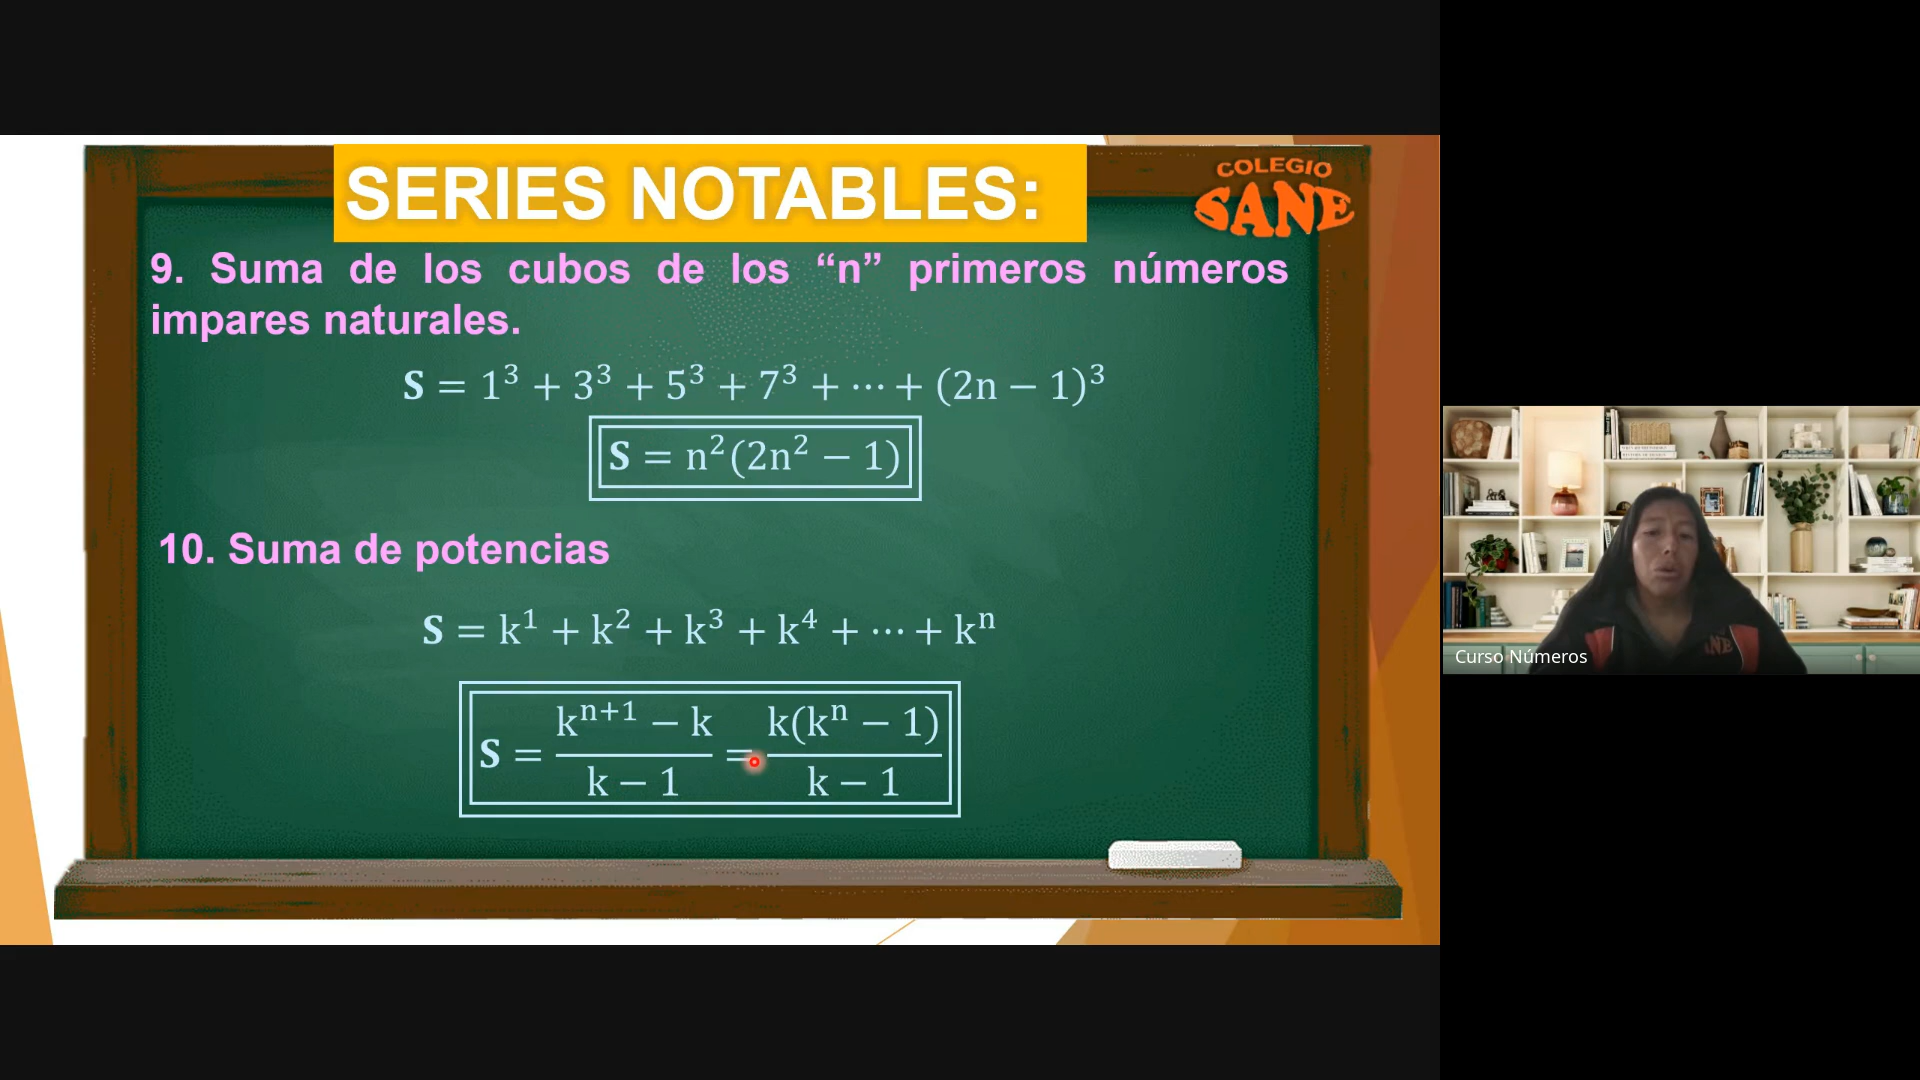 SERIES NOTABLES:
COLEGIO
SANE
9. Suma de los cubos de los “n” primeros números
impares naturales.
S = 1³ + 3³ + 5³ + 7³ + ⋯ + (2n − 1)³
S = n²(2n² − 1)
10. Suma de potencias
S = k¹ + k² + k³ + k⁴ + ⋯ + kⁿ
S = (kⁿ⁺¹ − k)/(k − 1) = k(kⁿ − 1)/(k − 1)
Curso Números